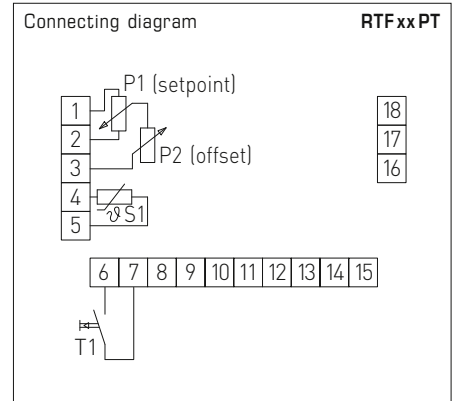 Connecting diagram RTF xx PT
P1 (setpoint)
1
2
3
4
5
P2 (offset)
ϑ S1
18
17
16
6 7 8 9 10 11 12 13 14 15
T1